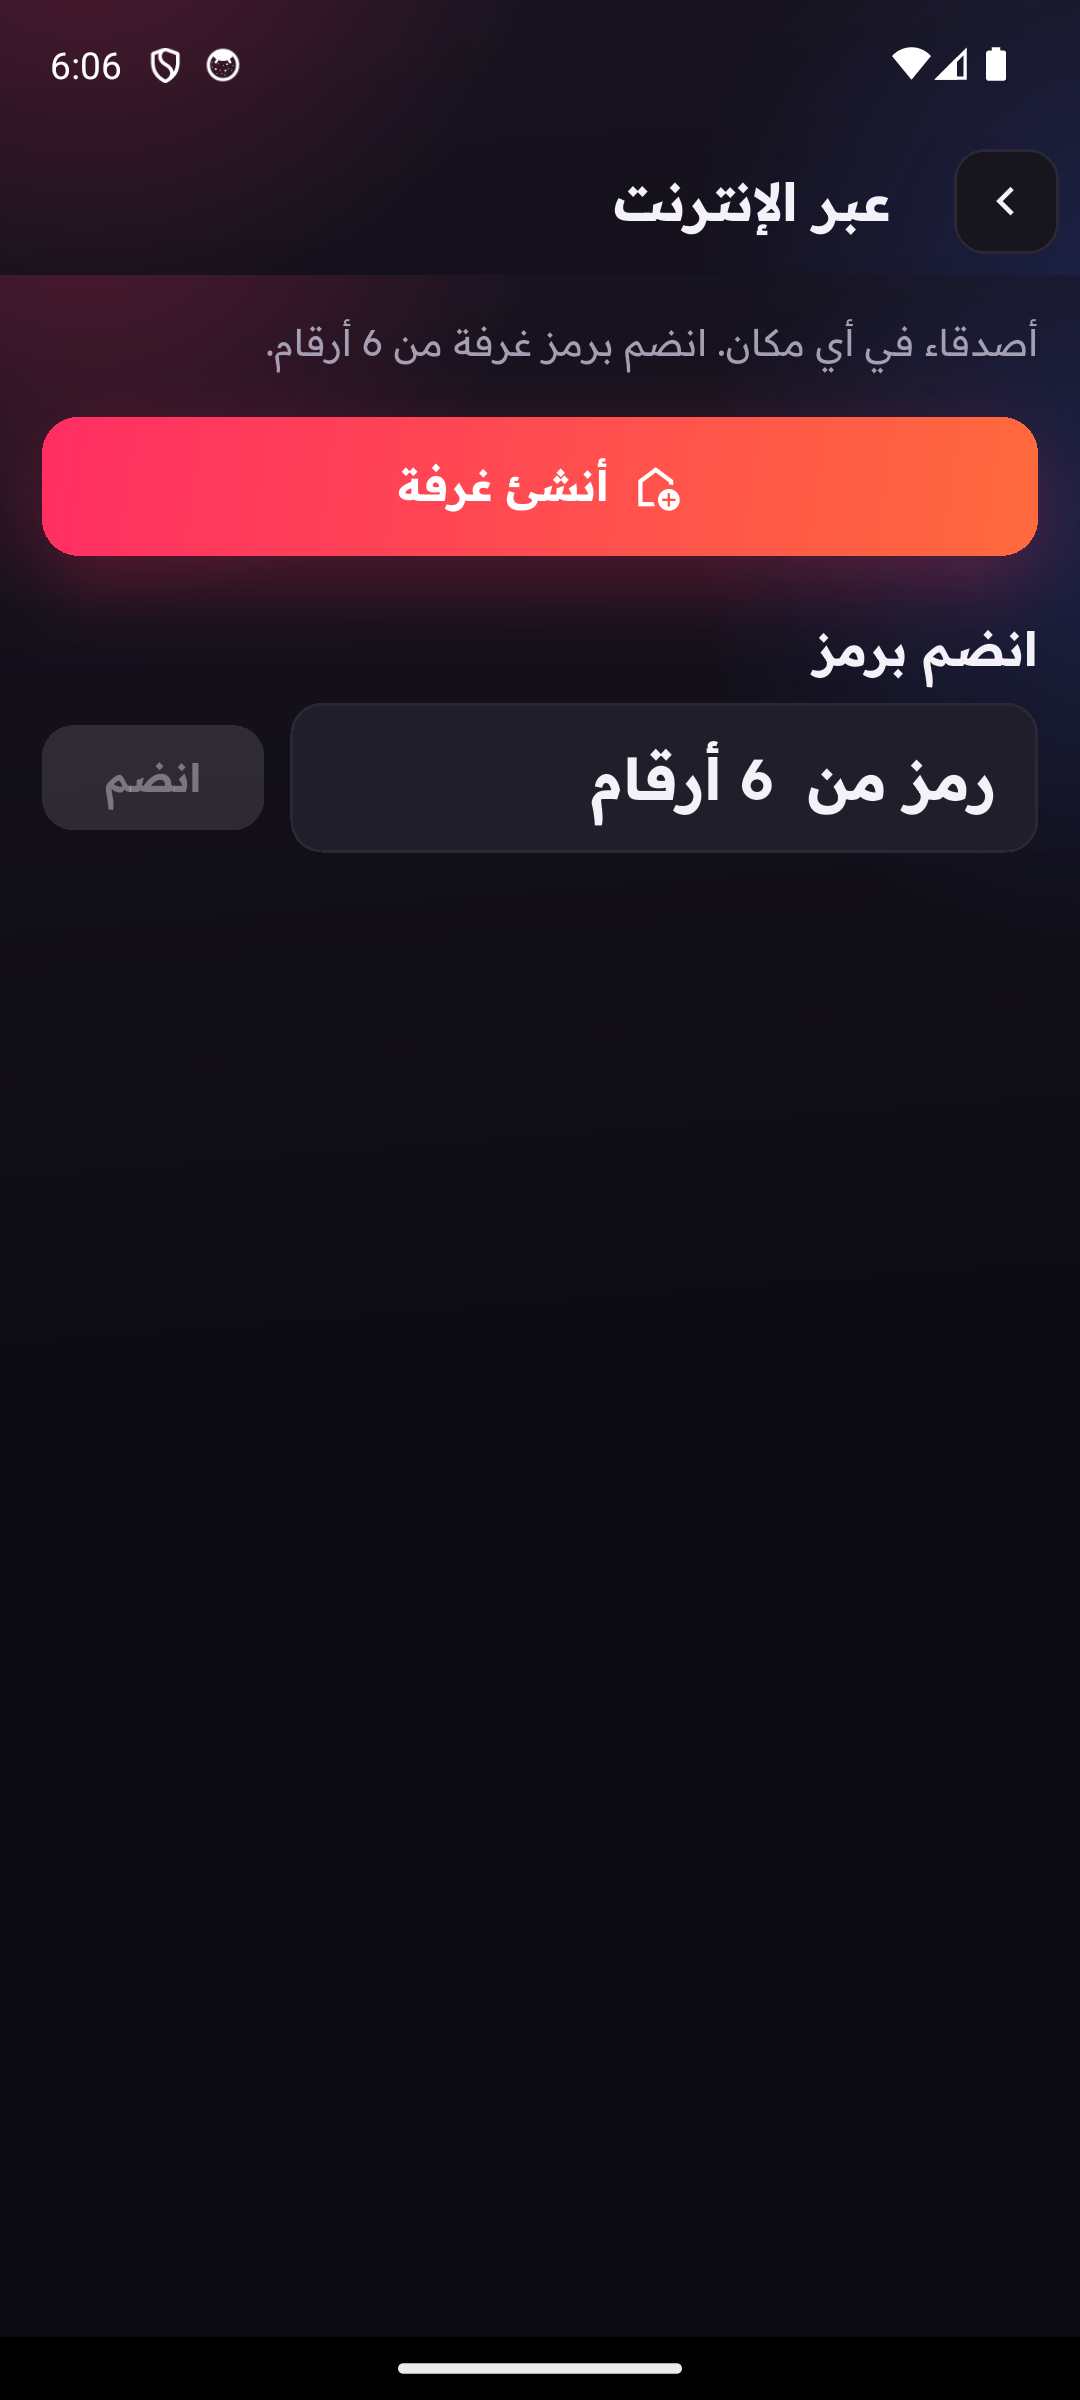 6:06
عبر الإنترنت
أصدقاء في أي مكان. انضم برمز غرفة من 6 أرقام.
أنشئ غرفة
انضم برمز
رمز من 6 أرقام
انضم